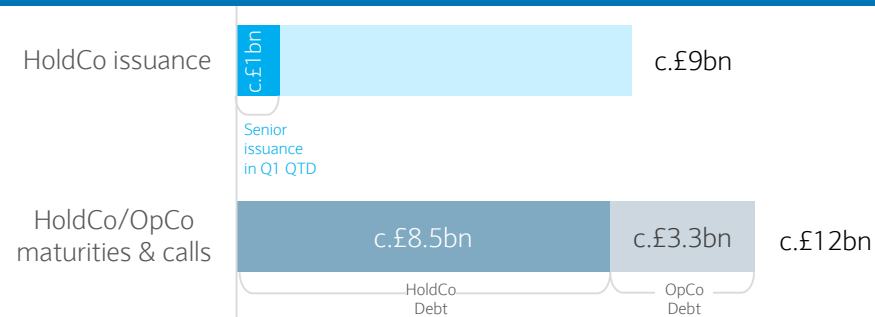 HoldCo issuance
c.£1bn
c.£9bn
Senior
issuance
in Q1 QTD
HoldCo/OpCo
maturities & calls
c.£8.5bn
c.£3.3bn
c.£12bn
HoldCo
Debt
OpCo
Debt